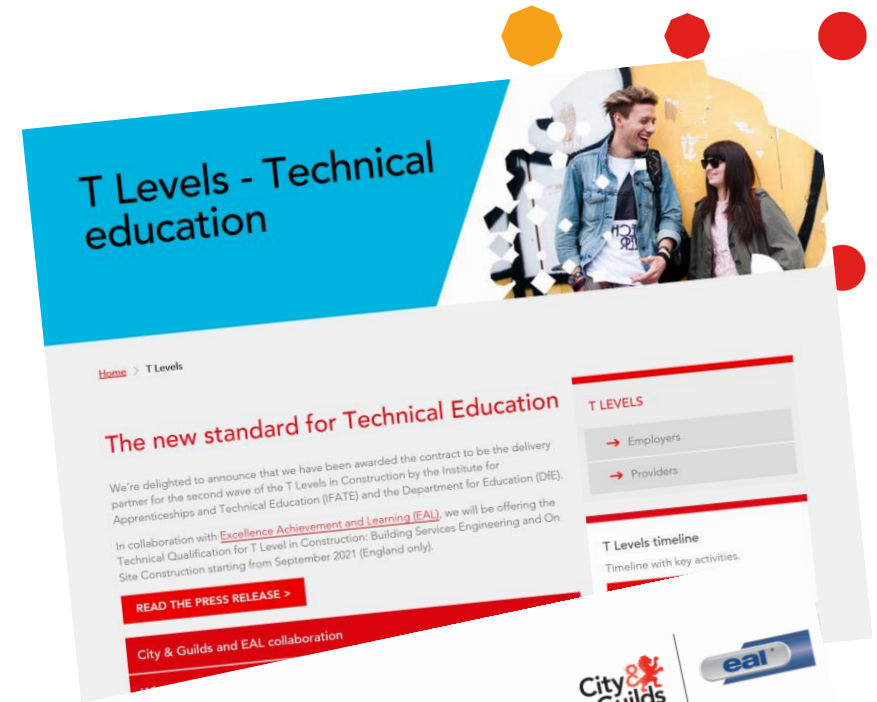 T Levels - Technical
education
Home > T Levels
The new standard for Technical Education
We're delighted to announce that we have been awarded the contract to be the delivery
partner for the second wave of the T Levels in Construction by the Institute for
Apprenticeships and Technical Education (IFATE) and the Department for Education (DfE).
In collaboration with Excellence Achievement and Learning (EAL), we will be offering the
Technical Qualification for T Level in Construction: Building Services Engineering and On
Site Construction starting from September 2021 (England only).
READ THE PRESS RELEASE >
City & Guilds and EAL collaboration
T LEVELS
→ Employers
→ Providers
T Levels timeline
Timeline with key activities.
City &
Guilds
eal